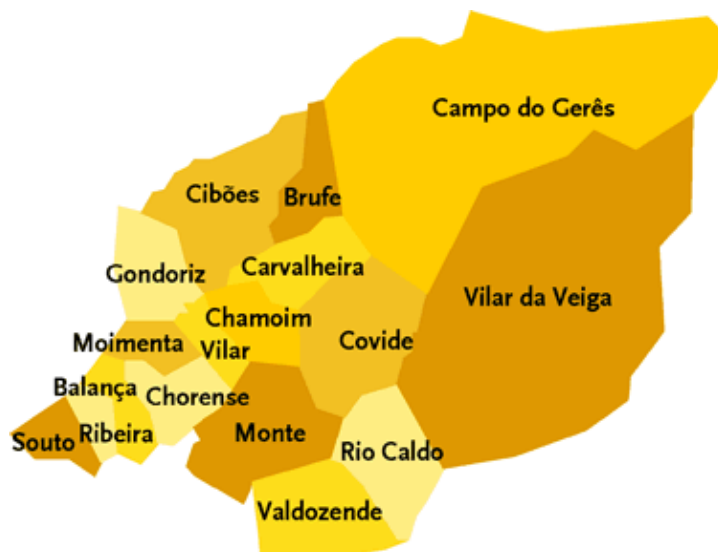 Campo do Gerês
Cibões
Brufe
Carvalheira
Gondoriz
Vilar da Veiga
Chamoim
Covide
Moimenta
Vilar
Balança
Chorense
Souto
Ribeira
Monte
Rio Caldo
Valdozende